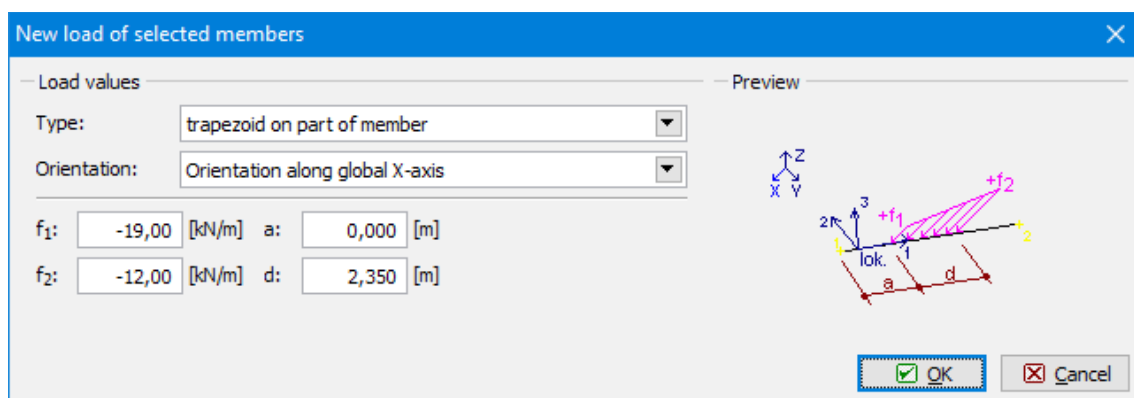 New load of selected members
Load values
Type: trapezoid on part of member
Orientation: Orientation along global X-axis
f1: -19,00 [kN/m] a: 0,000 [m]
f2: -12,00 [kN/m] d: 2,350 [m]
Preview
Z
X Y
+f2
3
2 +f1
1 2
lok. 1
a d
OK Cancel